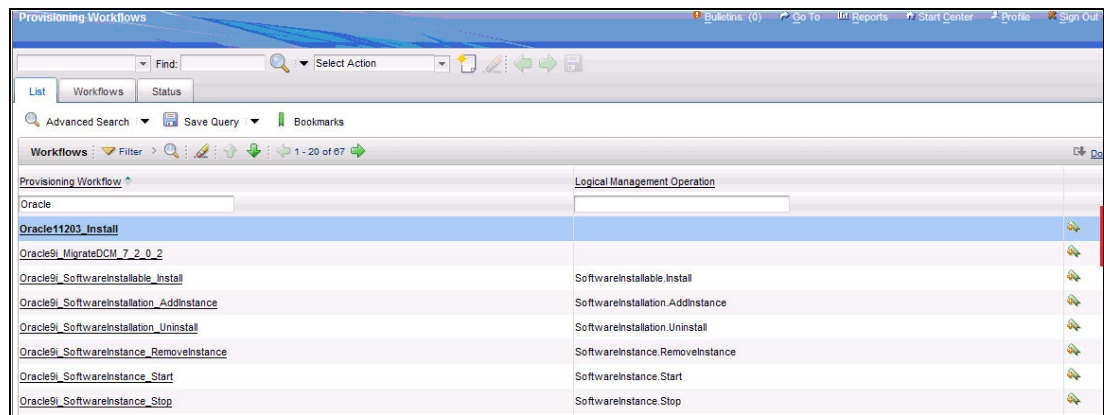 Provisioning Workflows Bulletins: (0) Go To Reports Start Center Profile Sign Out
Find: Select Action
List Workflows Status
Advanced Search Save Query Bookmarks
Workflows Filter 1 - 20 of 67 Do
Provisioning Workflow Logical Management Operation
Oracle
Oracle11203_Install
Oracle9i_MigrateDCM_7_2_0_2
Oracle9i_SoftwareInstallable_Install SoftwareInstallable.Install
Oracle9i_SoftwareInstallation_AddInstance SoftwareInstallation.AddInstance
Oracle9i_SoftwareInstallation_Uninstall SoftwareInstallation.Uninstall
Oracle9i_SoftwareInstance_RemoveInstance SoftwareInstance.RemoveInstance
Oracle9i_SoftwareInstance_Start SoftwareInstance.Start
Oracle9i_SoftwareInstance_Stop SoftwareInstance.Stop